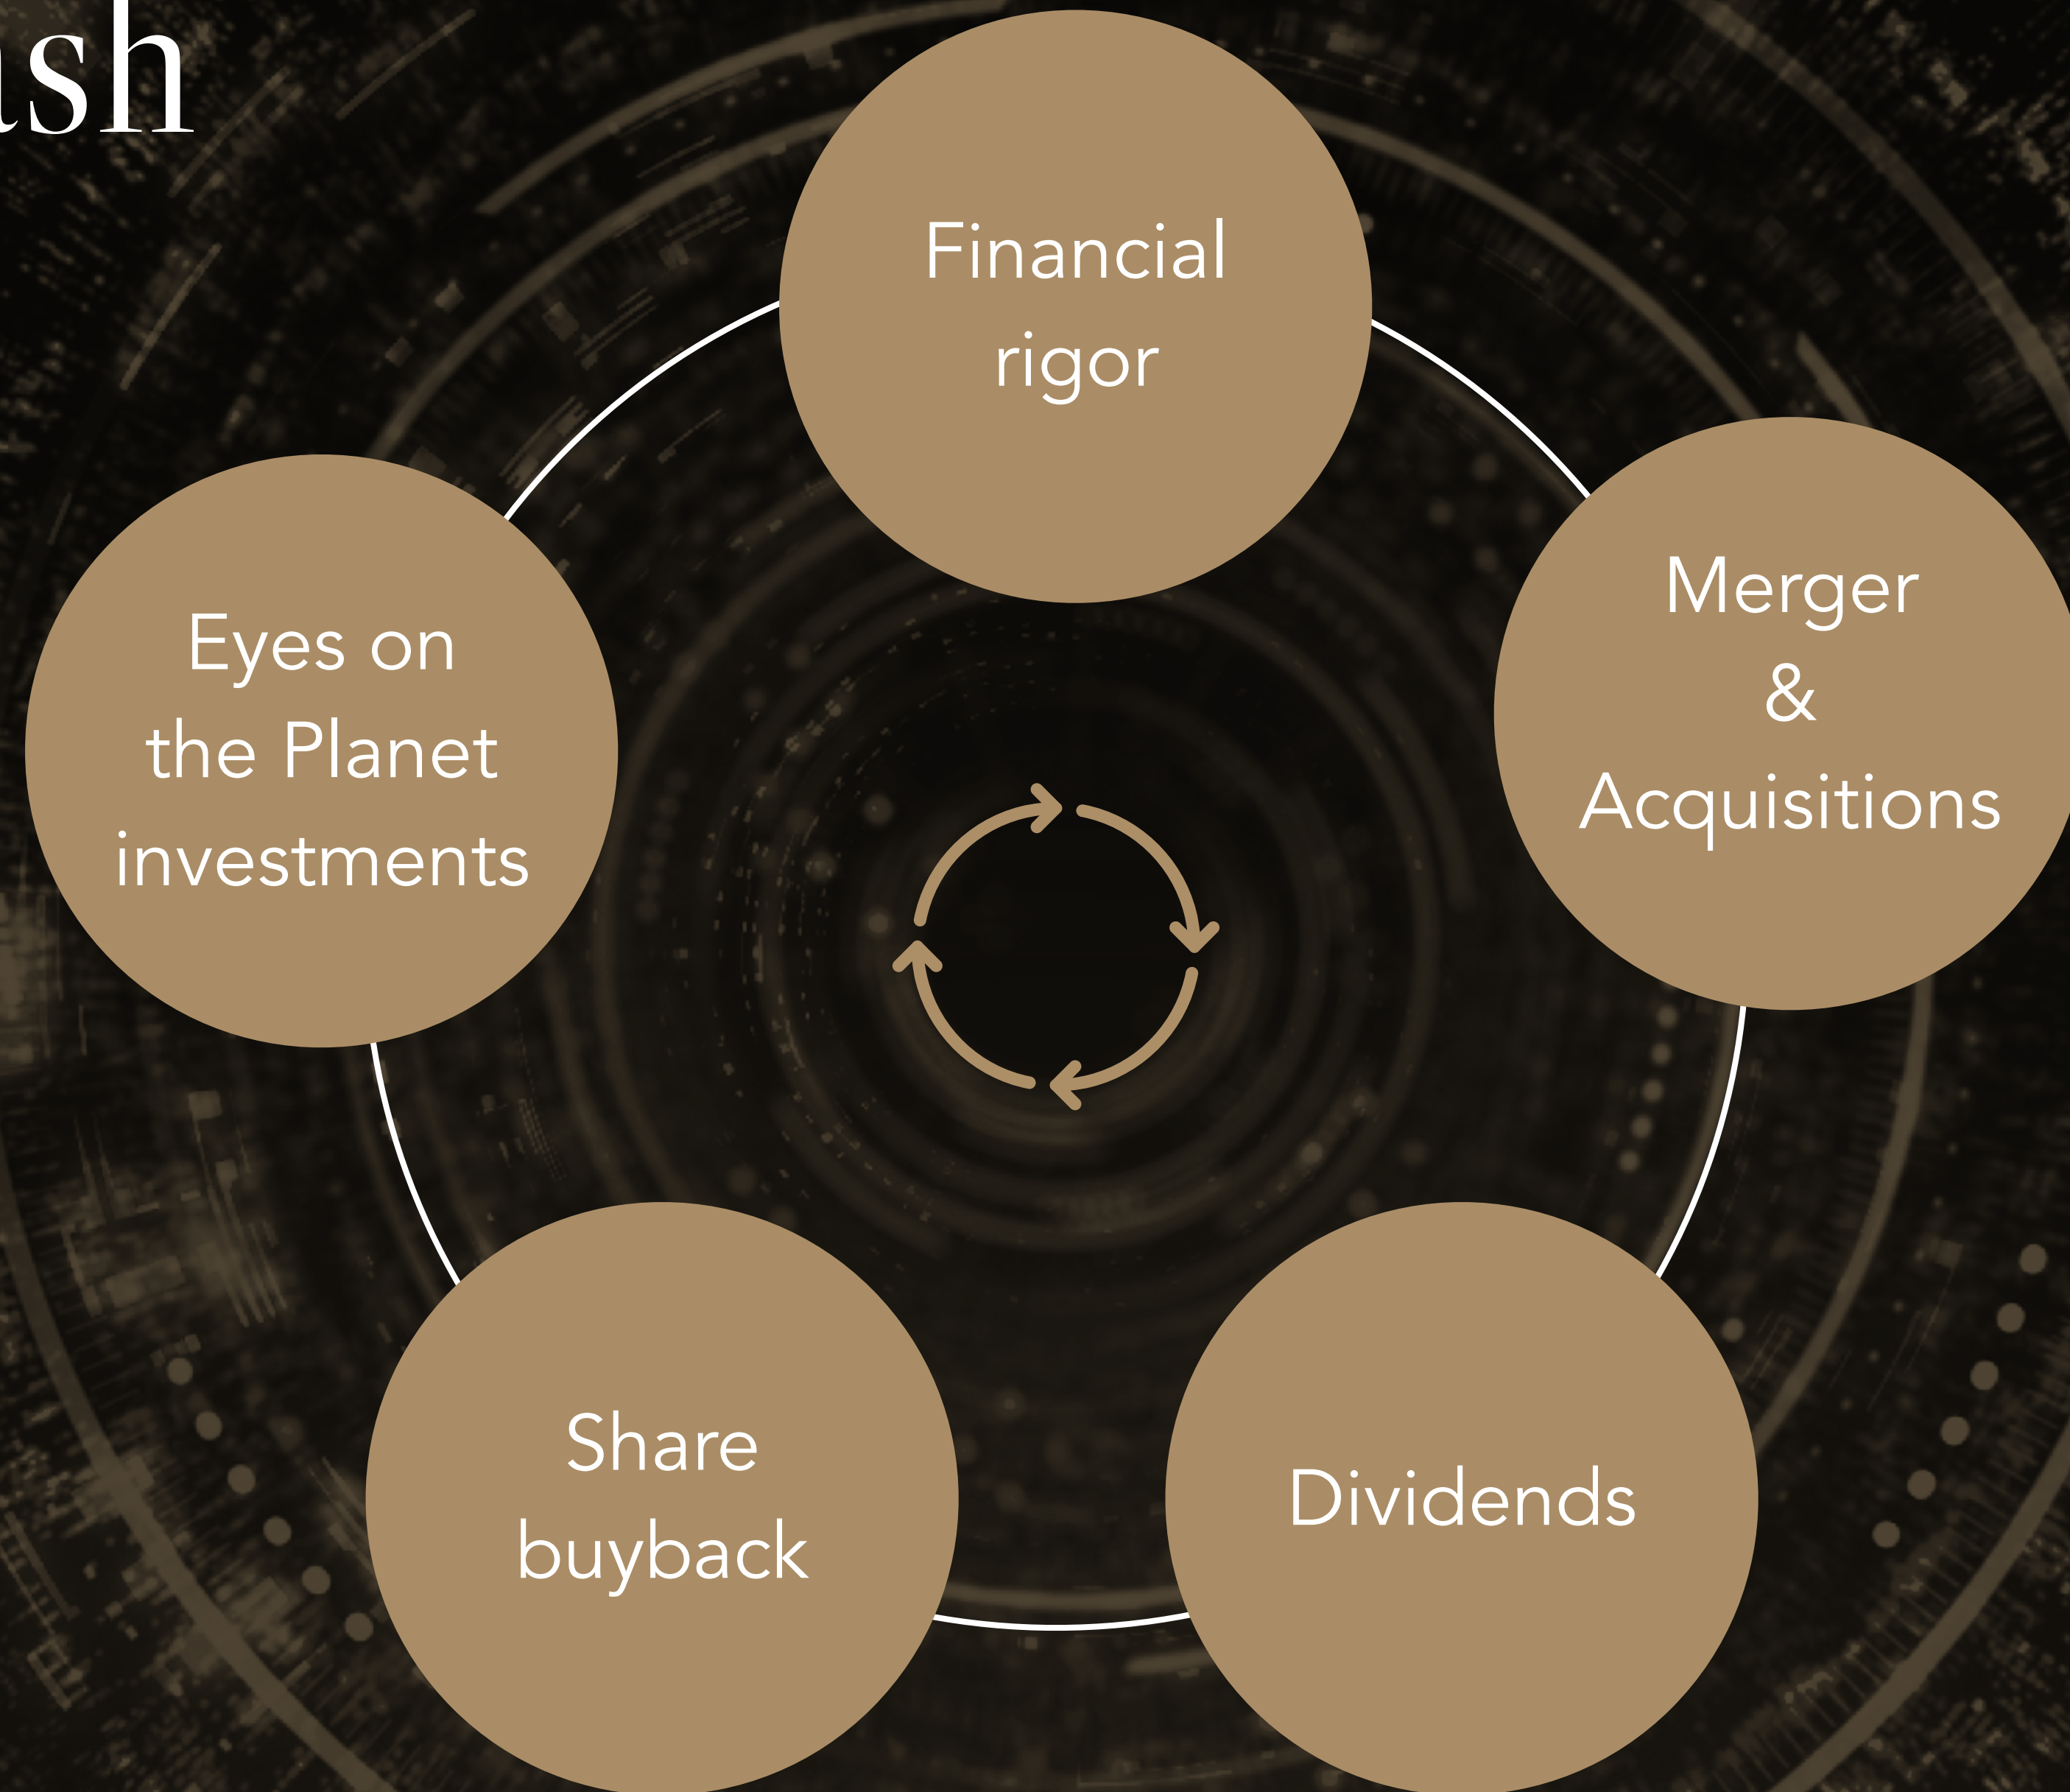 Financial
rigor
Merger
&
Acquisitions
Eyes on
the Planet
investments
Share
buyback
Dividends